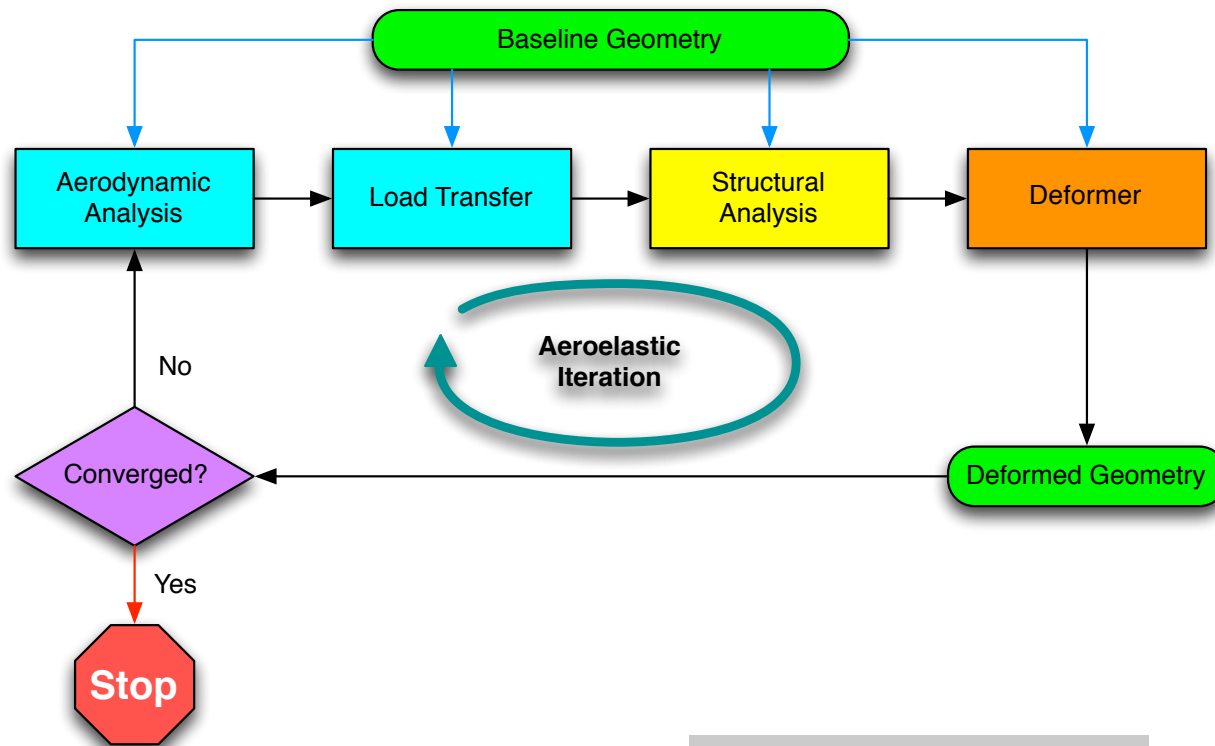 Baseline Geometry
Aerodynamic
Analysis
Load Transfer
Structural
Analysis
Deformer
Aeroelastic
Iteration
No
Converged?
Deformed Geometry
Yes
Stop